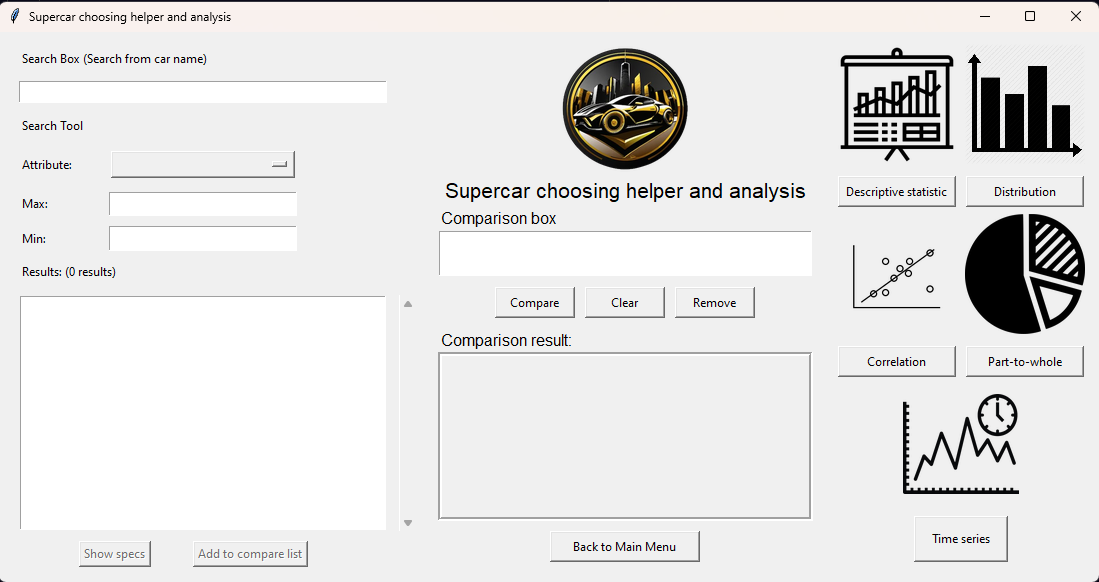 Supercar choosing helper and analysis
Search Box (Search from car name)
Search Tool
Attribute:
Max:
Min:
Results: (0 results)
Show specs
Add to compare list
Supercar choosing helper and analysis
Comparison box
Compare
Clear
Remove
Comparison result:
Back to Main Menu
Descriptive statistic
Distribution
Correlation
Part-to-whole
Time series